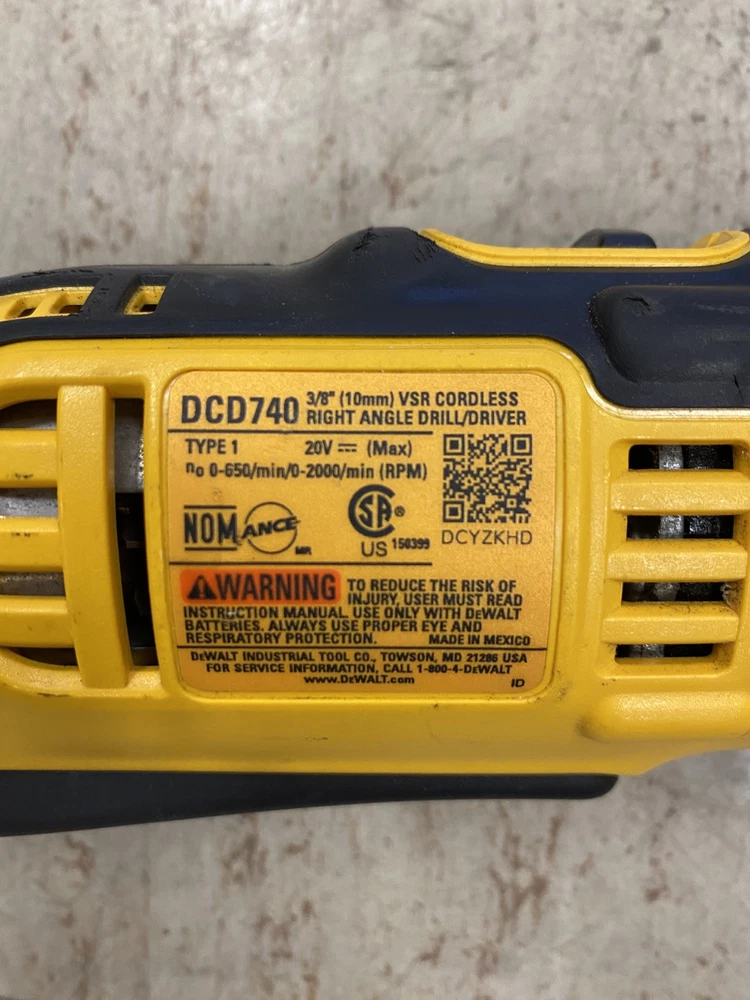 DCD740 3/8" (10mm) VSR CORDLESS
RIGHT ANGLE DRILL/DRIVER
TYPE 1 20V ⎓ (Max)
n₀ 0-650/min/0-2000/min (RPM)
NOM ANCE MR
SA ® US 150399
DCYZKHD
⚠WARNING TO REDUCE THE RISK OF
INJURY, USER MUST READ
INSTRUCTION MANUAL. USE ONLY WITH DEWALT
BATTERIES. ALWAYS USE PROPER EYE AND
RESPIRATORY PROTECTION. MADE IN MEXICO
DEWALT INDUSTRIAL TOOL CO., TOWSON, MD 21286 USA
FOR SERVICE INFORMATION, CALL 1-800-4-DEWALT
www.DEWALT.com ID